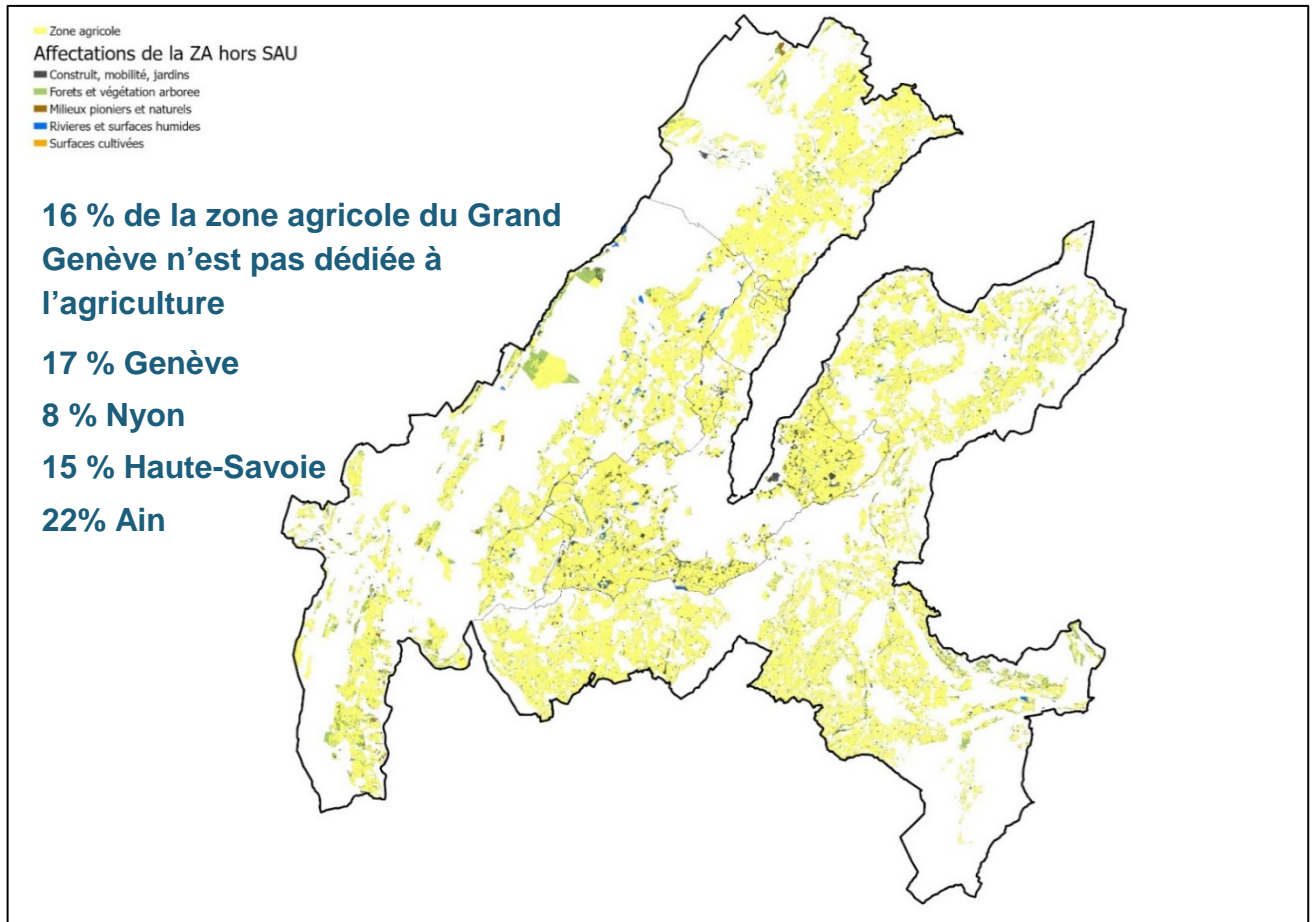 Zone agricole
Affectations de la ZA hors SAU
Construit, mobilité, jardins
Forets et végétation arboree
Milieux pioniers et naturels
Rivieres et surfaces humides
Surfaces cultivées
16 % de la zone agricole du Grand
Genève n’est pas dédiée à
l’agriculture
17 % Genève
8 % Nyon
15 % Haute-Savoie
22% Ain